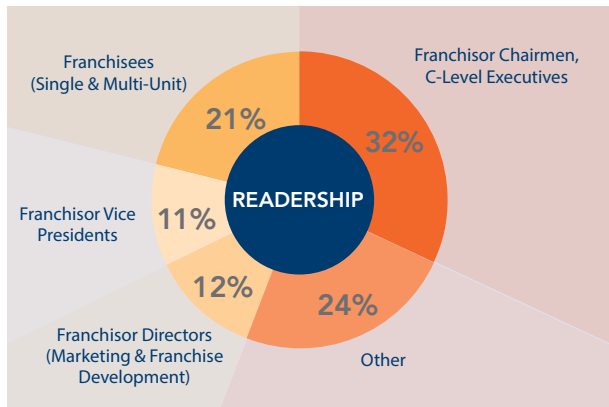 Franchisees
(Single & Multi-Unit)
21%
Franchisor Chairmen,
C-Level Executives
32%
READERSHIP
Franchisor Vice
Presidents
11%
12%
Franchisor Directors
(Marketing & Franchise
Development)
24%
Other